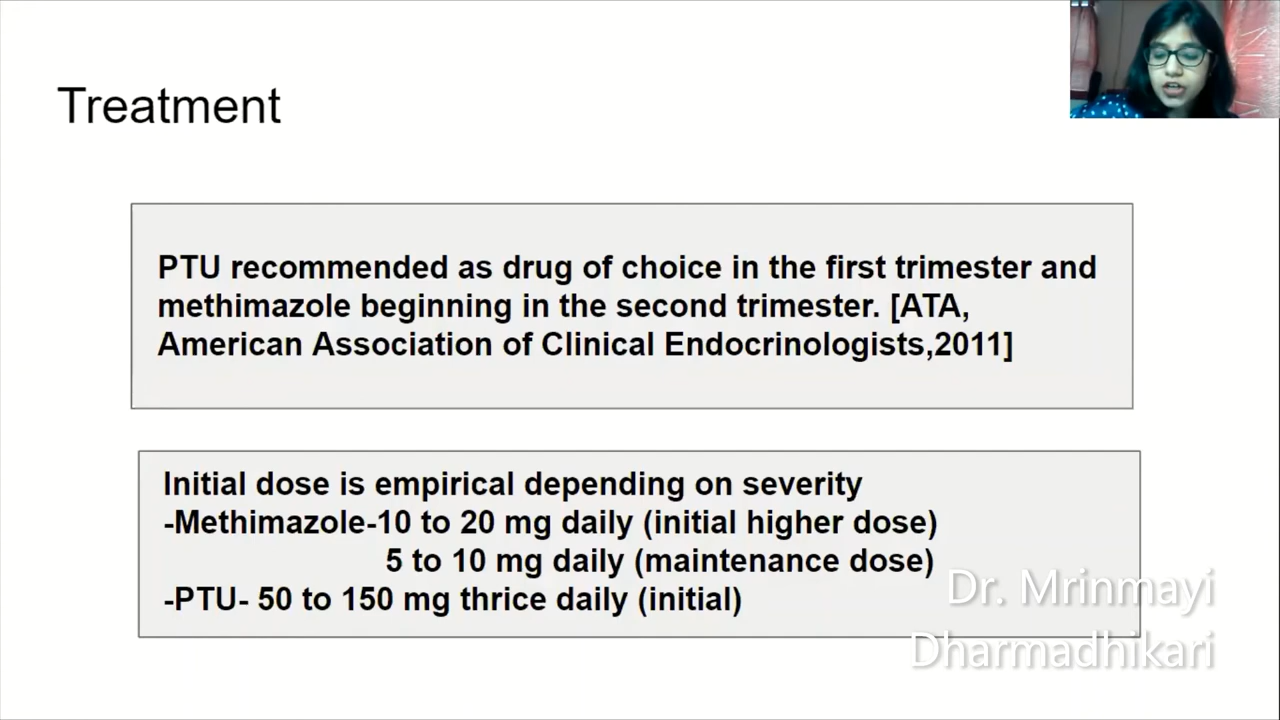 Treatment
PTU recommended as drug of choice in the first trimester and
methimazole beginning in the second trimester. [ATA,
American Association of Clinical Endocrinologists,2011]
Initial dose is empirical depending on severity
-Methimazole-10 to 20 mg daily (initial higher dose)
5 to 10 mg daily (maintenance dose)
-PTU- 50 to 150 mg thrice daily (initial)
Dr. Mrinmayi
Dharmadhikari